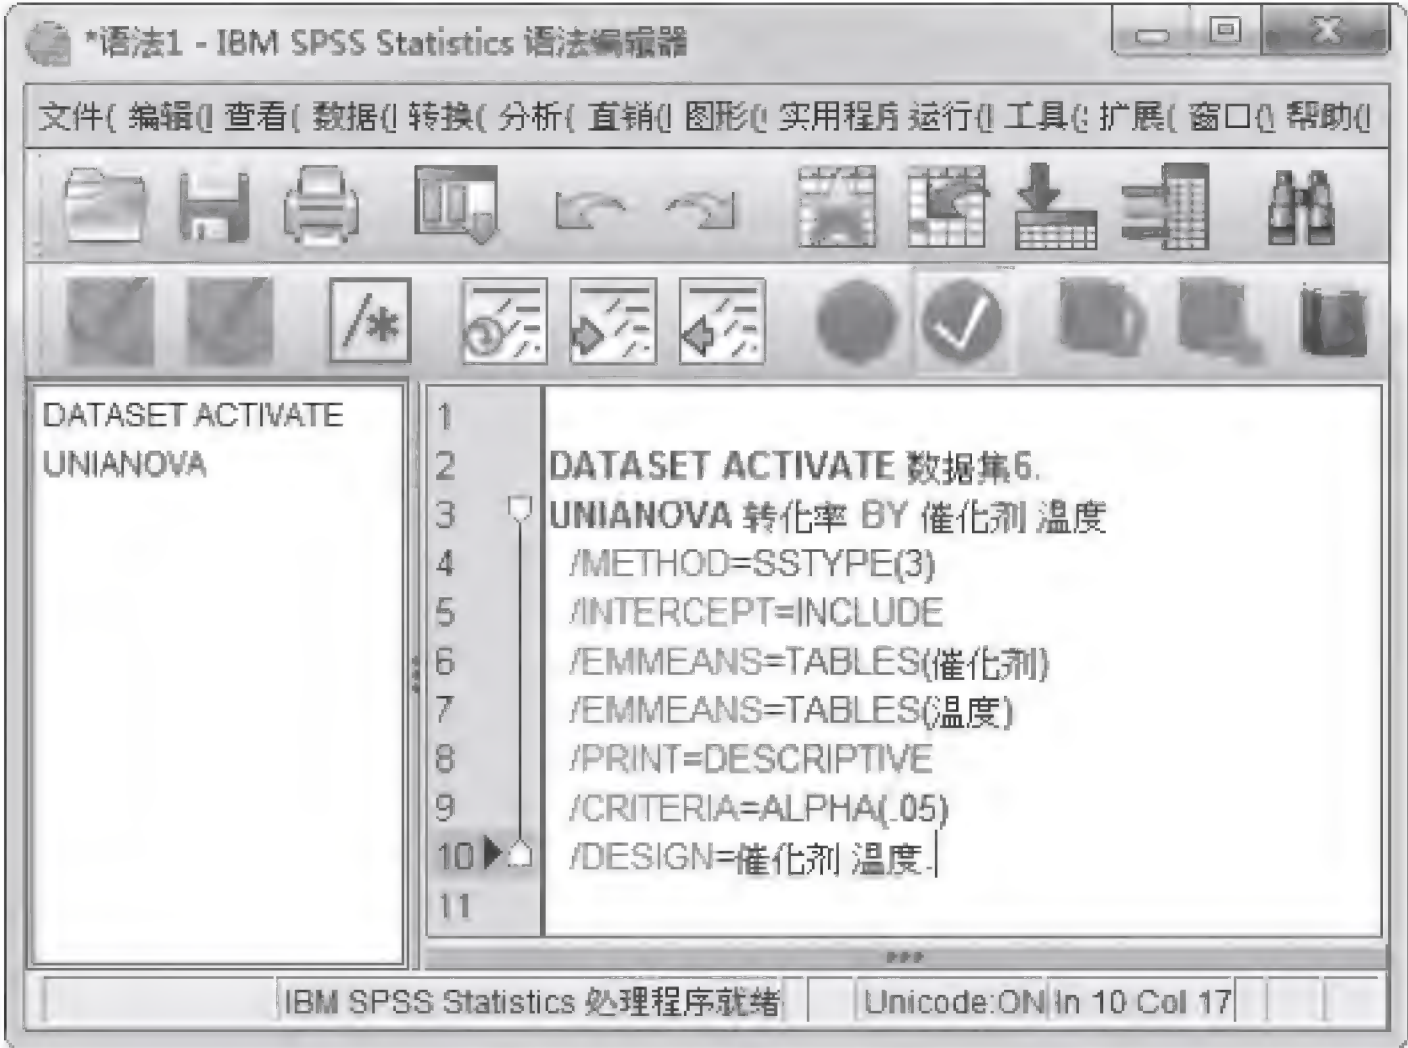 *语法1 - IBM SPSS Statistics 语法编辑器
文件( 编辑( 查看( 数据( 转换( 分析( 直销( 图形( 实用程序 运行( 工具( 扩展( 窗口( 帮助(
/*
DATASET ACTIVATE
UNIANOVA
1
2 DATASET ACTIVATE 数据集6.
3 UNIANOVA 转化率 BY 催化剂 温度
4 /METHOD=SSTYPE(3)
5 /INTERCEPT=INCLUDE
6 /EMMEANS=TABLES(催化剂)
7 /EMMEANS=TABLES(温度)
8 /PRINT=DESCRIPTIVE
9 /CRITERIA=ALPHA(.05)
10 /DESIGN=催化剂 温度.
11
IBM SPSS Statistics 处理程序就绪 Unicode:ON In 10 Col 17